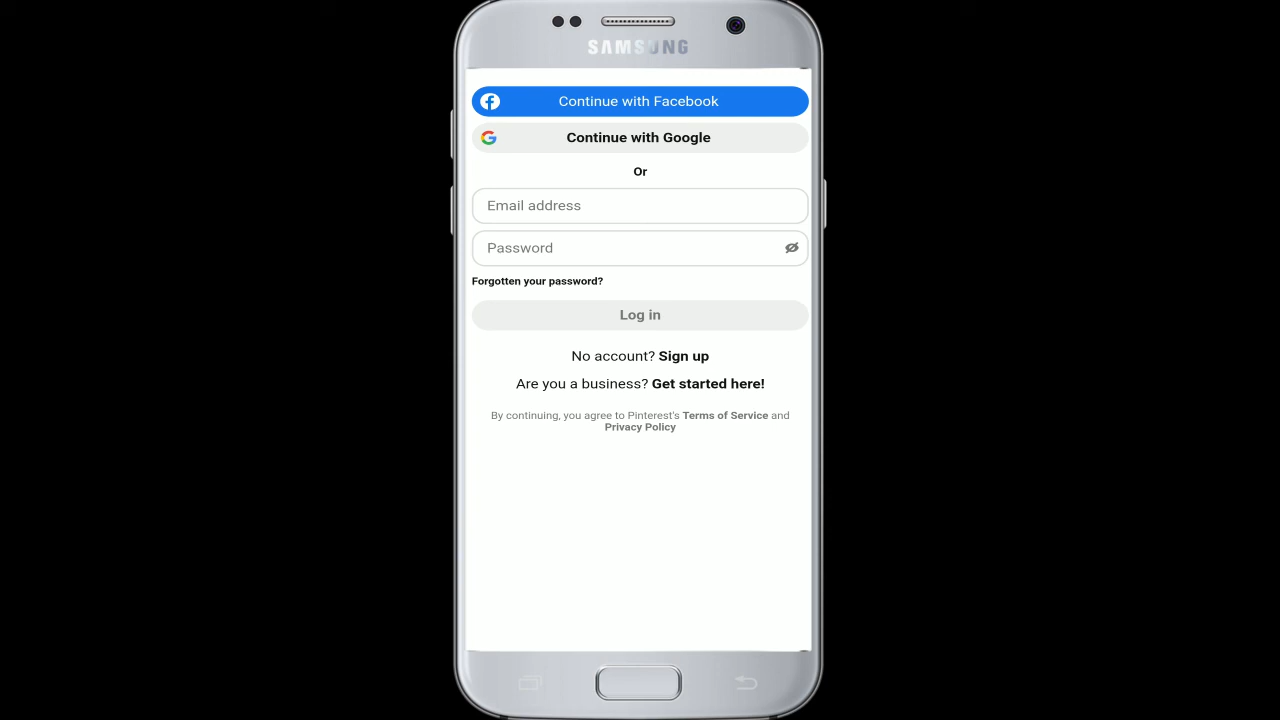 SAMSUNG
Continue with Facebook
Continue with Google
Or
Email address
Password
Forgotten your password?
Log in
No account? Sign up
Are you a business? Get started here!
By continuing, you agree to Pinterest's Terms of Service and
Privacy Policy